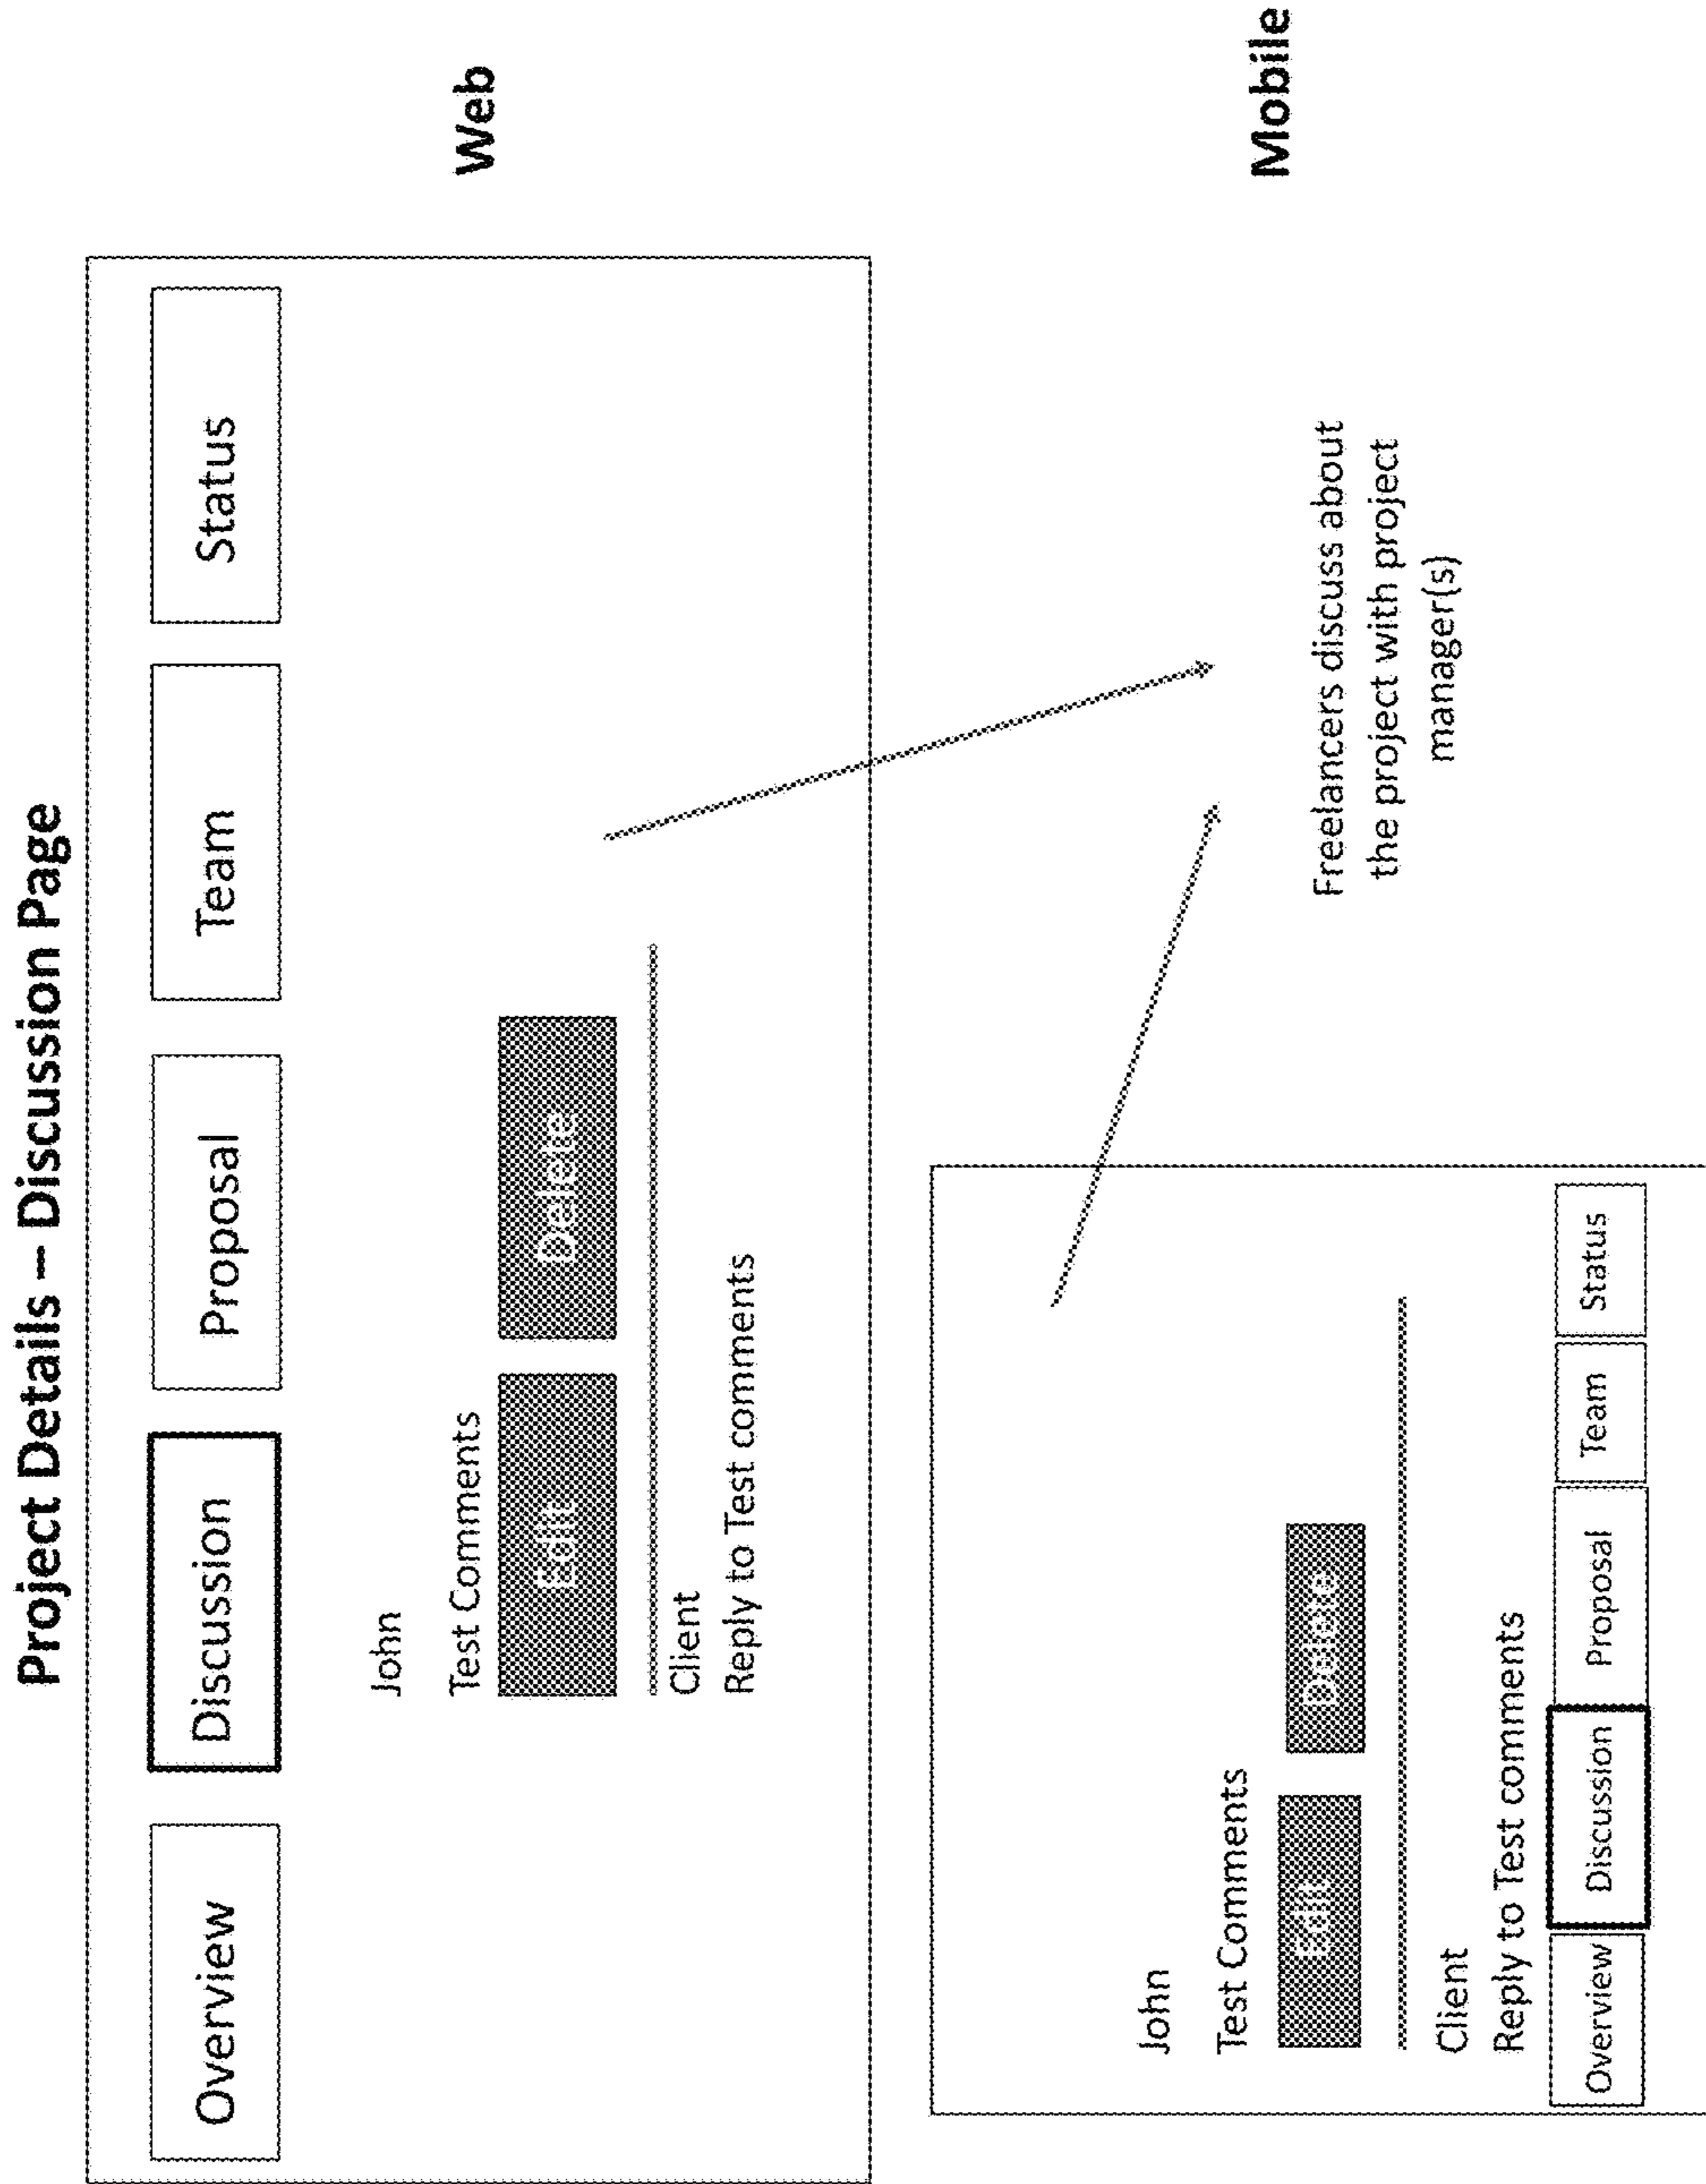 Project Details – Discussion Page
Overview Discussion Proposal Team Status
John
Test Comments
Edit Delete
Client
Reply to Test comments
Web
John
Test Comments
Edit Delete
Client
Reply to Test comments
Overview Discussion Proposal Team Status
Freelancers discuss about
the project with project
manager(s)
Mobile